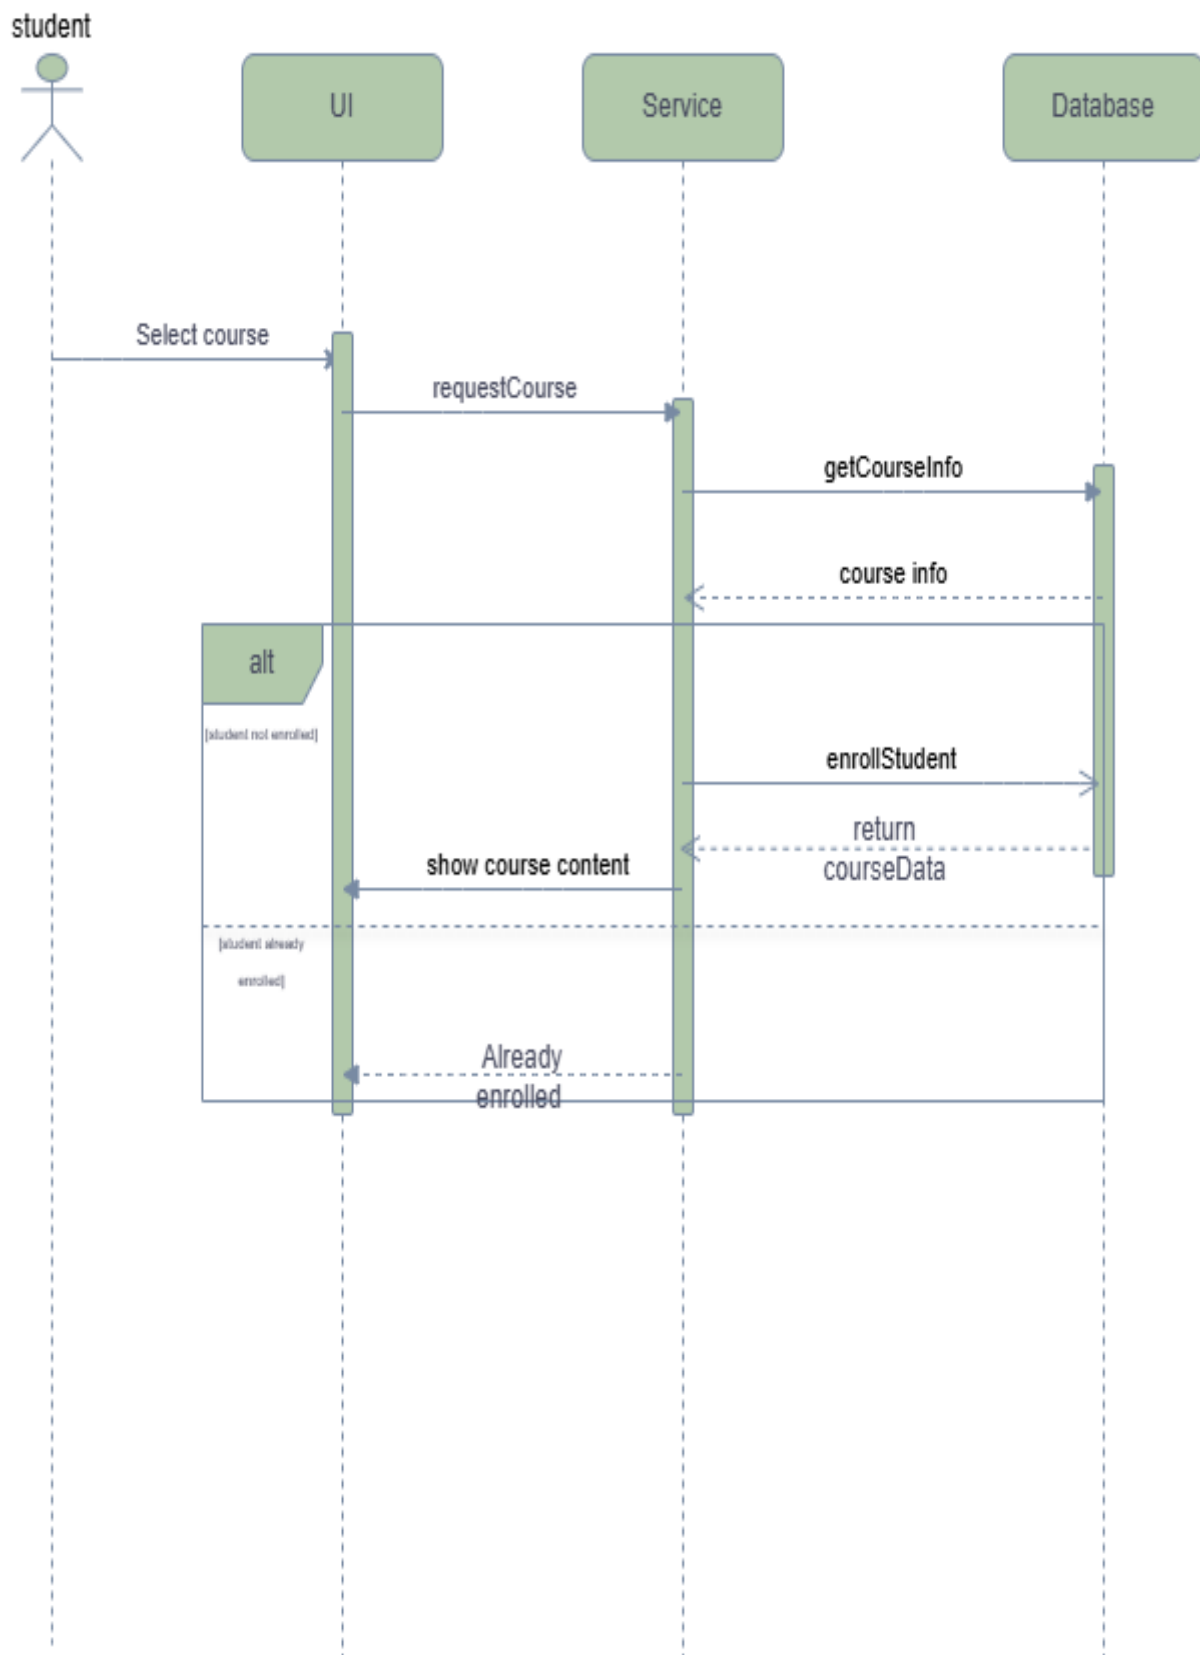 student
UI
Service
Database
Select course
requestCourse
getCourseInfo
course info
alt
[student not enrolled]
enrollStudent
return
courseData
show course content
[student already
enrolled]
Already
enrolled